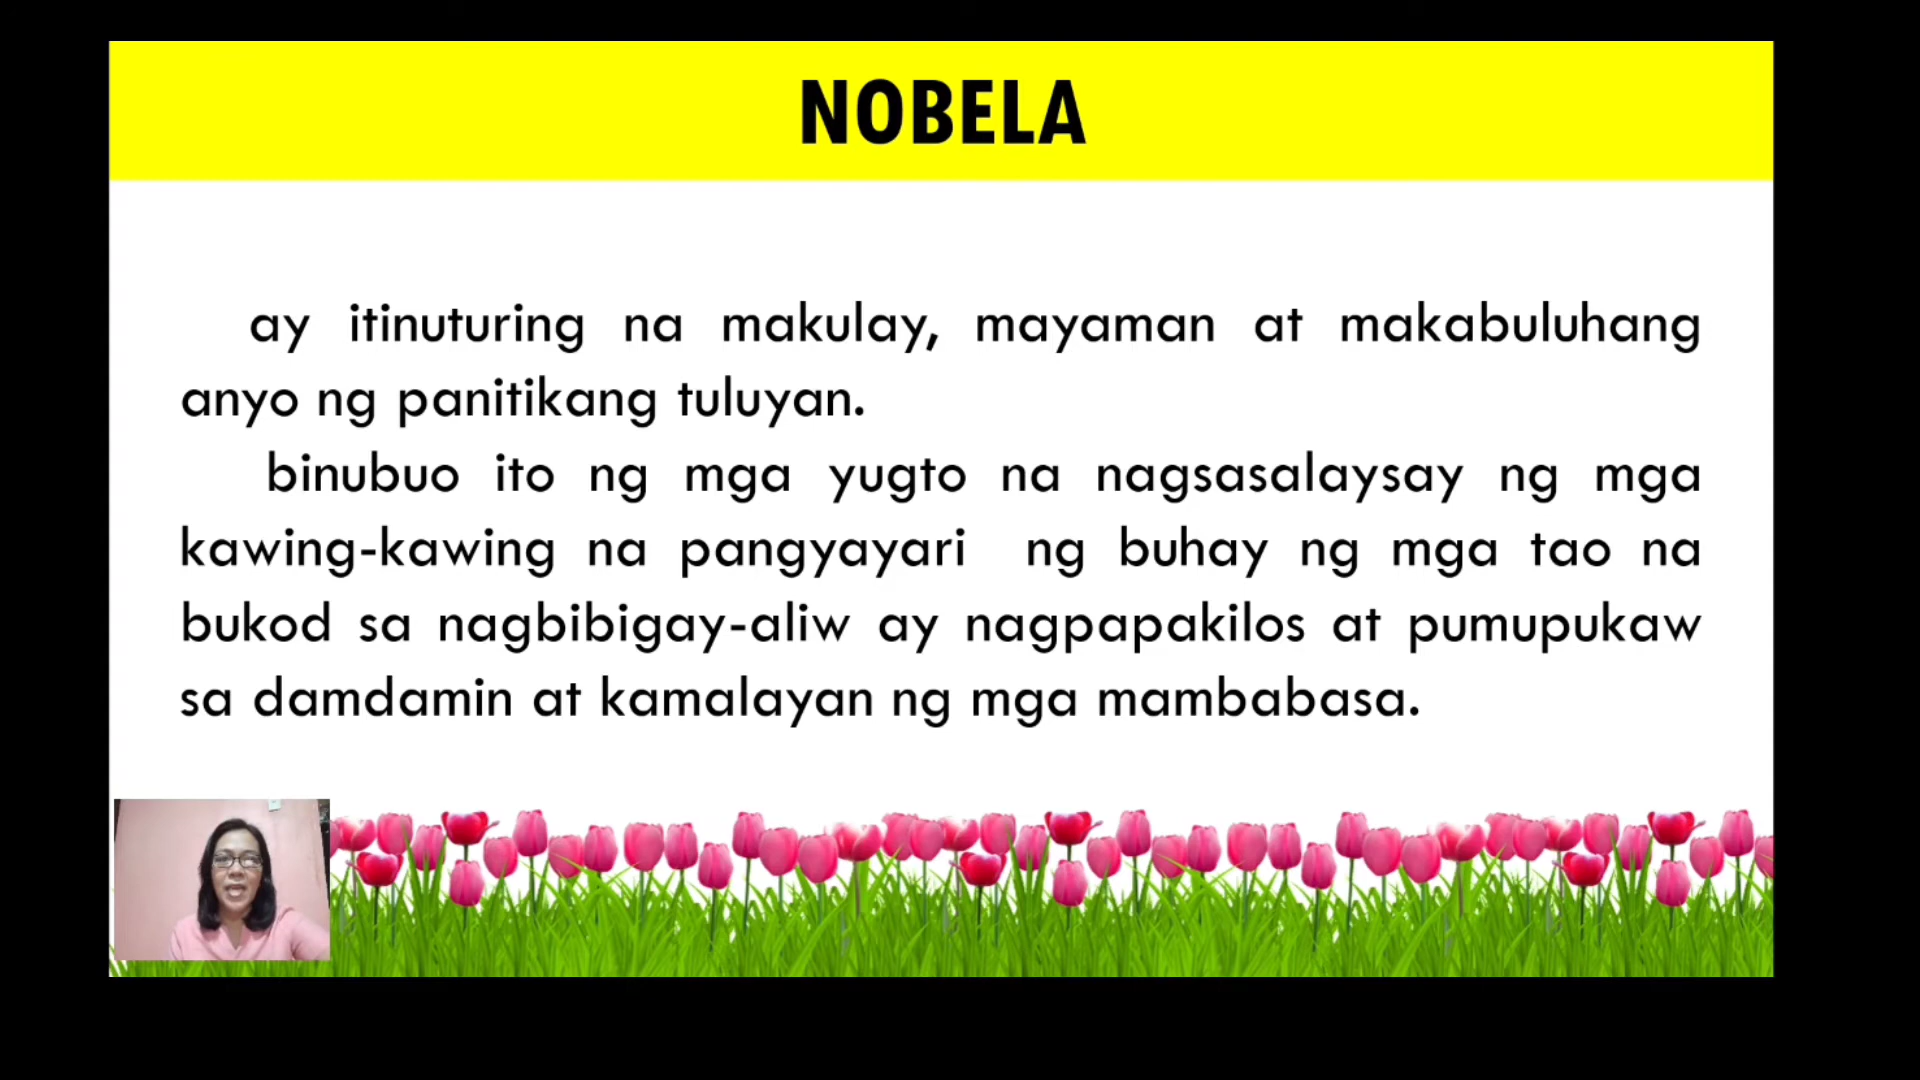 NOBELA
ay itinuturing na makulay, mayaman at makabuluhang
anyo ng panitikang tuluyan.
binubuo ito ng mga yugto na nagsasalaysay ng mga
kawing-kawing na pangyayari ng buhay ng mga tao na
bukod sa nagbibigay-aliw ay nagpapakilos at pumupukaw
sa damdamin at kamalayan ng mga mambabasa.